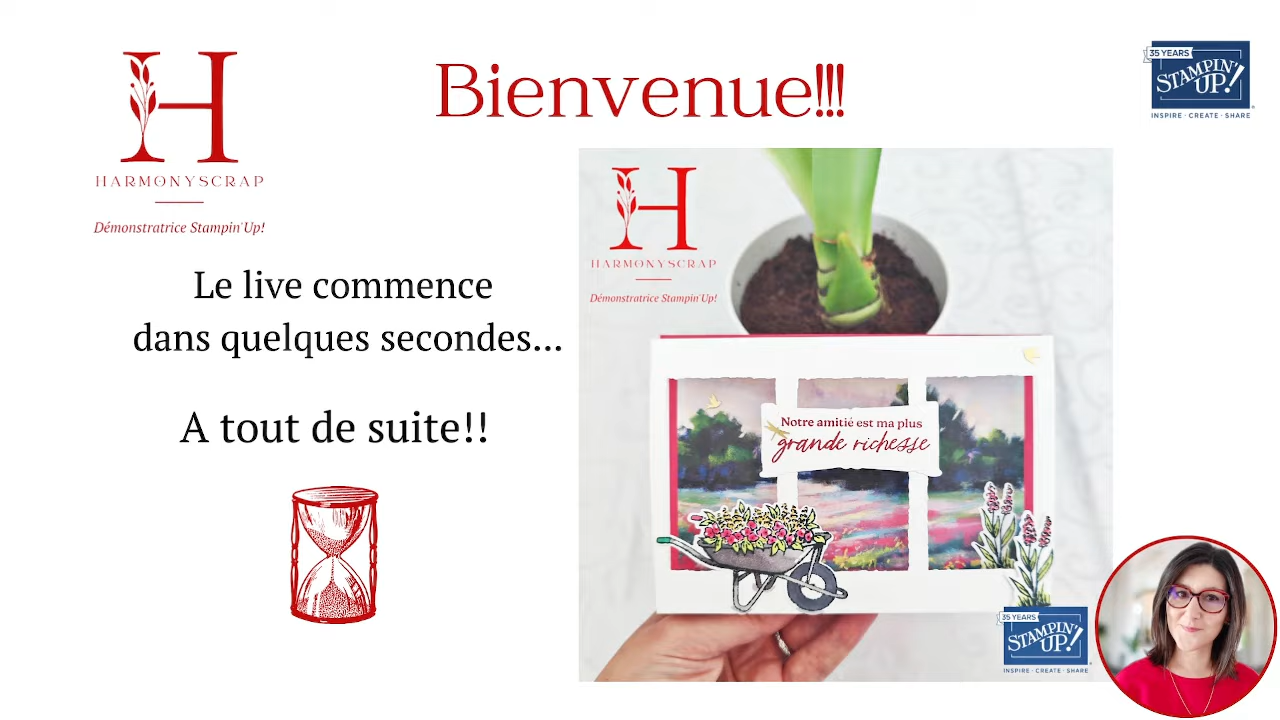 H
HARMONYSCRAP
Démonstratrice Stampin'Up!
Bienvenue!!!
35 YEARS
STAMPIN'
UP!
INSPIRE · CREATE · SHARE
Le live commence
dans quelques secondes...
A tout de suite!!
H
HARMONYSCRAP
Démonstratrice Stampin'Up!
Notre amitié est ma plus
grande richesse
35 YEARS
STAMPIN'
UP!
INSPIRE · CREATE · SHARE